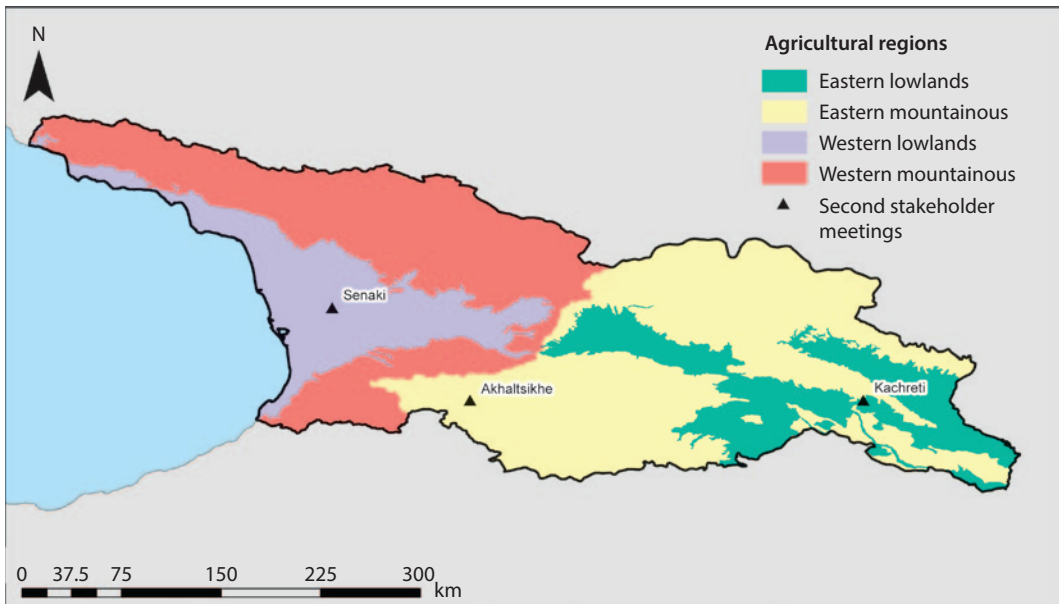 N
Agricultural regions
Eastern lowlands
Eastern mountainous
Western lowlands
Western mountainous
Second stakeholder
meetings
Senaki
Akhaltsikhe
Kachreti
0 37.5 75 150 225 300
km